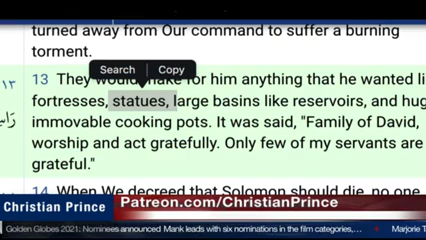 turned away from Our command to suffer a burning
torment.
Search Copy
١٣
13 They would make for him anything that he wanted li
fortresses, statues, large basins like reservoirs, and hug
immovable cooking pots. It was said, "Family of David,
worship and act gratefully. Only few of my servants are
grateful."
14 When We decreed that Solomon should die, no one
Christian Prince Patreon.com/ChristianPrince
Golden Globes 2021: Nominees announced Mank leads with six nominations in the film categories,... Marjorie T